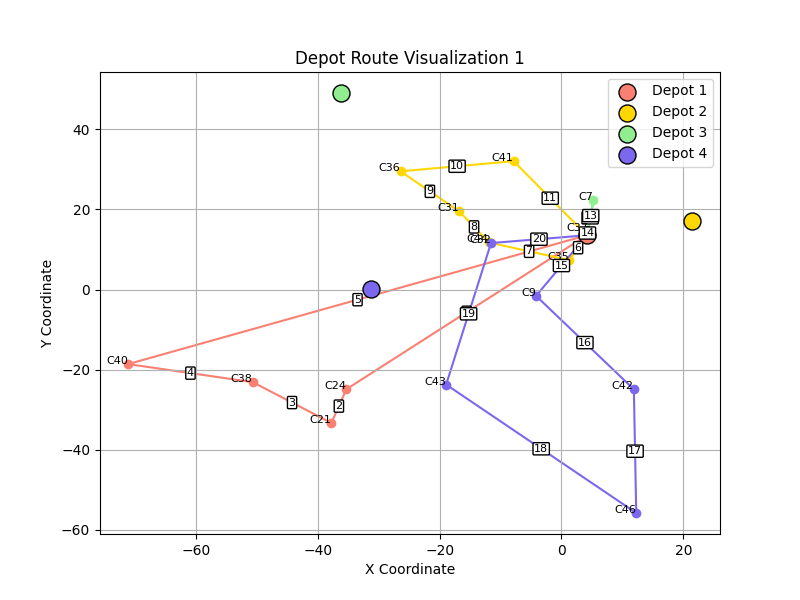 Depot Route Visualization 1
Depot 1
Depot 2
Depot 3
Depot 4
Y Coordinate
40
20
0
−20
−40
−60
C36
10
C41
9
11
C7
C31
13
8
14
20
7
6
C35
15
C9
5
19
16
C40
4
C38
C24
C43
C42
3
2
C21
18
17
C46
−60
−40
−20
0
20
X Coordinate